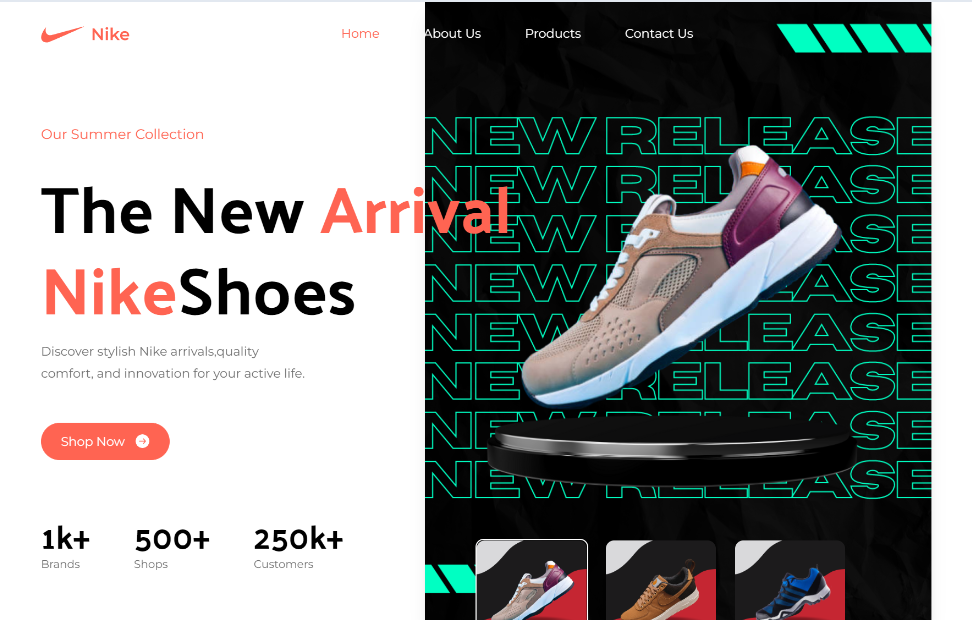 Nike
Home About Us Products Contact Us
Our Summer Collection
The New Arrival
NikeShoes
Discover stylish Nike arrivals,quality
comfort, and innovation for your active life.
Shop Now
1k+ 500+ 250k+
Brands Shops Customers
NEW RELEASE
NEW RELEASE
NEW RELEASE
NEW RELEASE
NEW RELEASE
NEW RELEASE
NEW RELEASE
NEW RELEASE